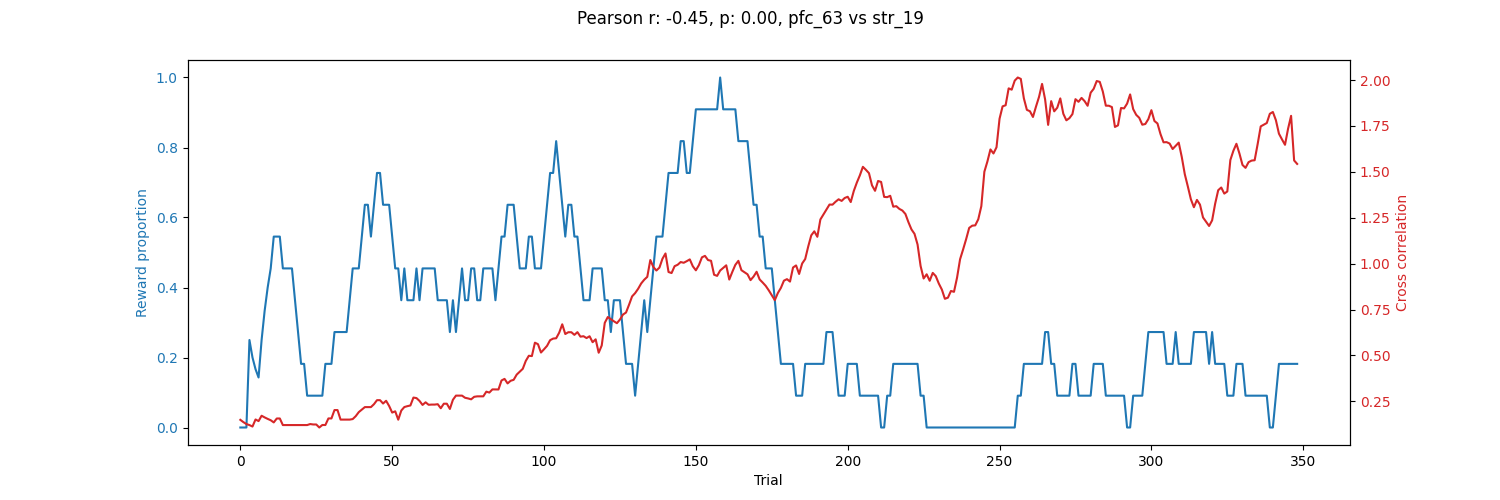 Pearson r: -0.45, p: 0.00, pfc_63 vs str_19
1.0
0.8
0.6
0.4
0.2
0.0
Reward proportion
2.00
1.75
1.50
1.25
1.00
0.75
0.50
0.25
Cross correlation
0 50 100 150 200 250 300 350
Trial